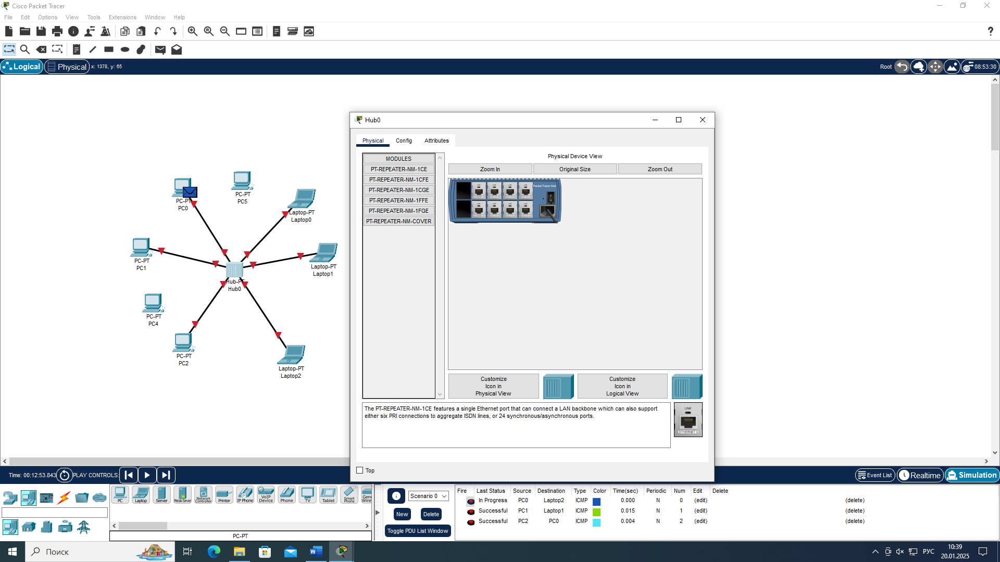 Cisco Packet Tracer
File Edit Options View Tools Extensions Window Help
Logical Physical x: 1378, y: 65 Root 08:53:30
PC-PT
PC0
PC-PT
PC5
Laptop-PT
Laptop0
PC-PT
PC1
Laptop-PT
Laptop1
Hub-PT
Hub0
PC-PT
PC4
PC-PT
PC2
Laptop-PT
Laptop2
Hub0
Physical Config Attributes
MODULES
PT-REPEATER-NM-1CE
PT-REPEATER-NM-1CFE
PT-REPEATER-NM-1CGE
PT-REPEATER-NM-1FFE
PT-REPEATER-NM-1FGE
PT-REPEATER-NM-COVER
Physical Device View
Zoom In Original Size Zoom Out
Packet Tracer Hub
Customize
Icon in
Physical View
Customize
Icon in
Logical View
The PT-REPEATER-NM-1CE features a single Ethernet port that can connect a LAN backbone which can also support
either six PRI connections to aggregate ISDN lines, or 24 synchronous/asynchronous ports.
LINK
ETHERNET 0
Top
Time: 00:12:53.843 PLAY CONTROLS:
Event List Realtime Simulation
PC Laptop Server Meraki Server Network Controller Printer IP Phone VoIP Device Phone TV Tablet Smart Phone
PC-PT
Scenario 0
New Delete
Toggle PDU List Window
Fire Last Status Source Destination Type Color Time(sec) Periodic Num Edit Delete
In Progress PC0 Laptop2 ICMP 0.000 N 0 (edit) (delete)
Successful PC1 Laptop1 ICMP 0.015 N 1 (edit) (delete)
Successful PC2 PC0 ICMP 0.004 N 2 (edit) (delete)
Поиск
РУС
10:39
20.01.2025